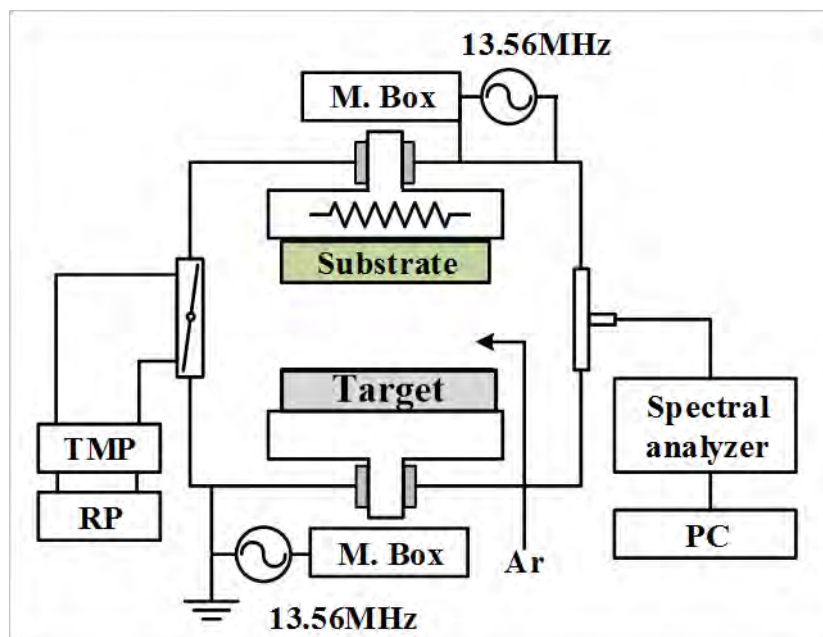 13.56MHz
M. Box
Substrate
Target
TMP
RP
Spectral
analyzer
PC
M. Box
Ar
13.56MHz